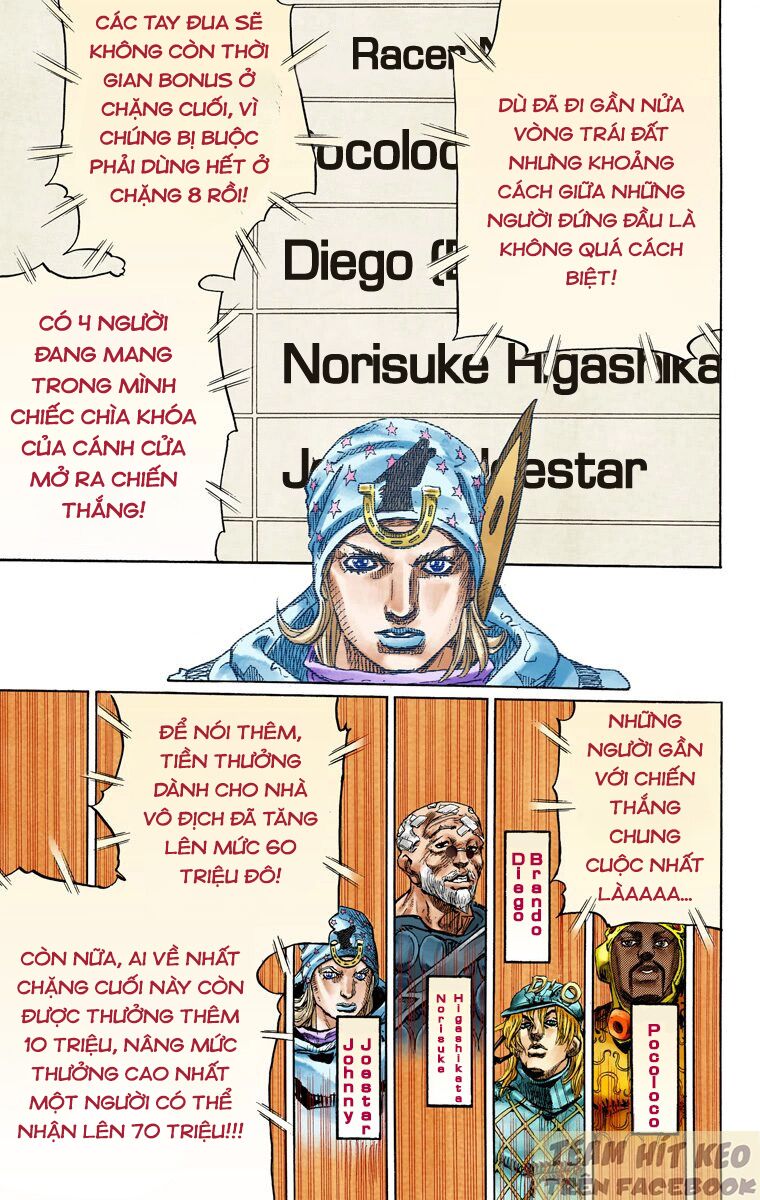 DÙ ĐÃ ĐI GẦN NỬA
VÒNG TRÁI ĐẤT
NHƯNG KHOẢNG
CÁCH GIỮA NHỮNG
NGƯỜI ĐỨNG ĐẦU LÀ
KHÔNG QUÁ CÁCH
BIỆT!
CÁC TAY ĐUA SẼ
KHÔNG CÒN THỜI
GIAN BONUS Ở
CHẶNG CUỐI, VÌ
CHÚNG BỊ BUỘC
PHẢI DÙNG HẾT Ở
CHẶNG 8 RỒI!
CÓ 4 NGƯỜI
ĐANG MANG
TRONG MÌNH
CHIẾC CHÌA KHÓA
CỦA CÁNH CỬA
MỞ RA CHIẾN
THẮNG!
Racer
Diego
Norisuke Higashika
NHỮNG
NGƯỜI GẦN
VỚI CHIẾN
THẮNG
CHUNG
CUỘC NHẤT
LÀAAAA...
Pocoloco
Diego
Brando
Norisuke
Higashikata
Johnny
Joestar
ĐỂ NÓI THÊM,
TIỀN THƯỞNG
DÀNH CHO NHÀ
VÔ ĐỊCH ĐÃ TĂNG
LÊN MỨC 60
TRIỆU ĐÔ!
CÒN NỮA, AI VỀ NHẤT
CHẶNG CUỐI NÀY CÒN
ĐƯỢC THƯỞNG THÊM
10 TRIỆU, NÂNG MỨC
THƯỞNG CAO NHẤT
MỘT NGƯỜI CÓ THỂ
NHẬN LÊN 70 TRIỆU!!!
TEAM HÍT KEO
TRÊN FACEBOOK